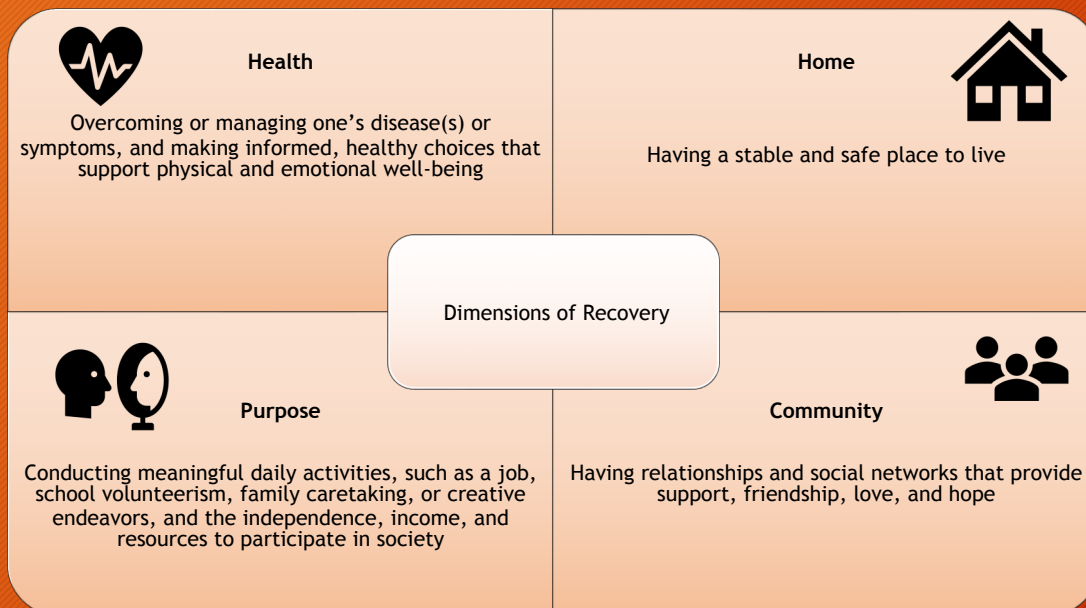 Health
Overcoming or managing one’s disease(s) or
symptoms, and making informed, healthy choices that
support physical and emotional well-being
Home
Having a stable and safe place to live
Dimensions of Recovery
Purpose
Conducting meaningful daily activities, such as a job,
school volunteerism, family caretaking, or creative
endeavors, and the independence, income, and
resources to participate in society
Community
Having relationships and social networks that provide
support, friendship, love, and hope